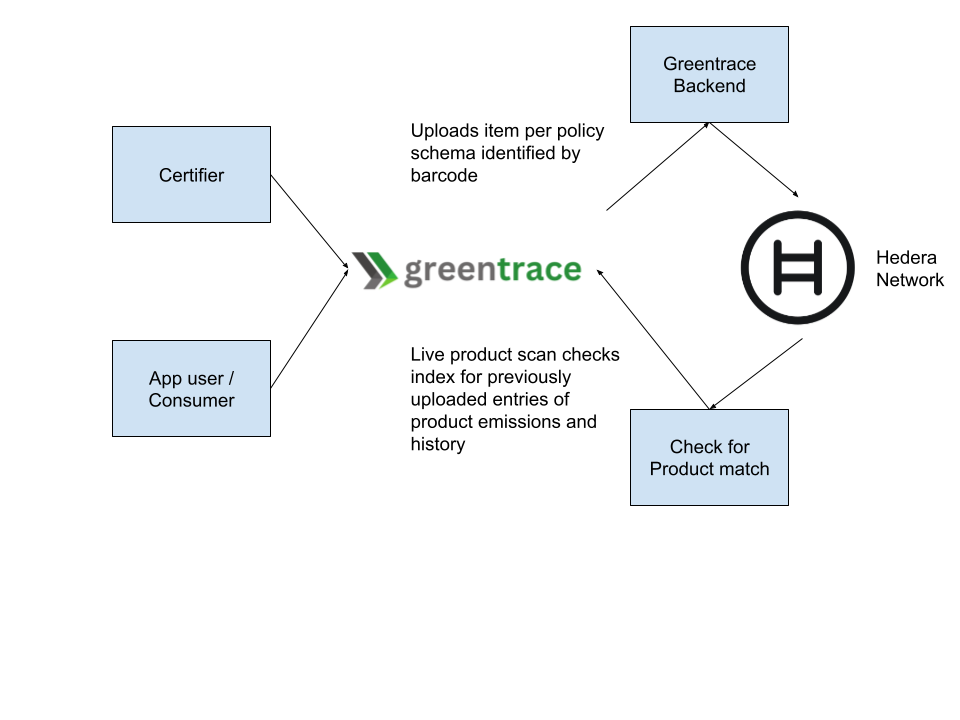 Greentrace
Backend
Uploads item per policy
schema identified by
barcode
Certifier
greentrace
Hedera
Network
App user /
Consumer
Live product scan checks
index for previously
uploaded entries of
product emissions and
history
Check for
Product match